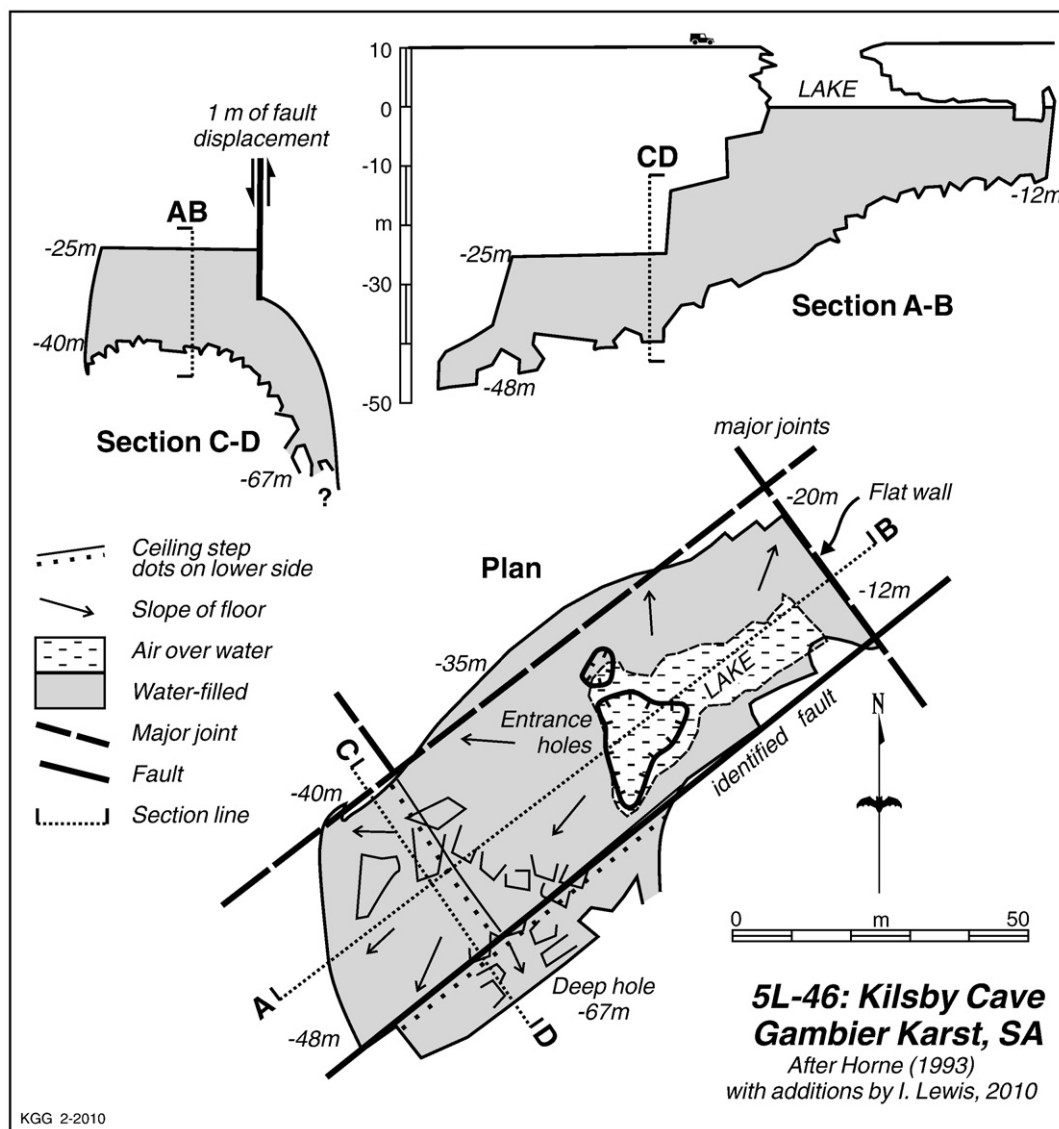 1 m of fault
displacement
AB
-25m
-40m
Section C-D
-67m
?
10
0
-10
m
-30
-40
-50
LAKE
CD
-25m
-12m
-48m
Section A-B
Ceiling step
dots on lower side
Slope of floor
Air over water
Water-filled
Major joint
Fault
Section line
Plan
major joints
-20m
Flat wall
B
-12m
-35m
LAKE
Entrance
holes
identified fault
C
-40m
N
A
-48m
D
Deep hole
-67m
0 m 50
5L-46: Kilsby Cave
Gambier Karst, SA
After Horne (1993)
with additions by I. Lewis, 2010
KGG 2-2010